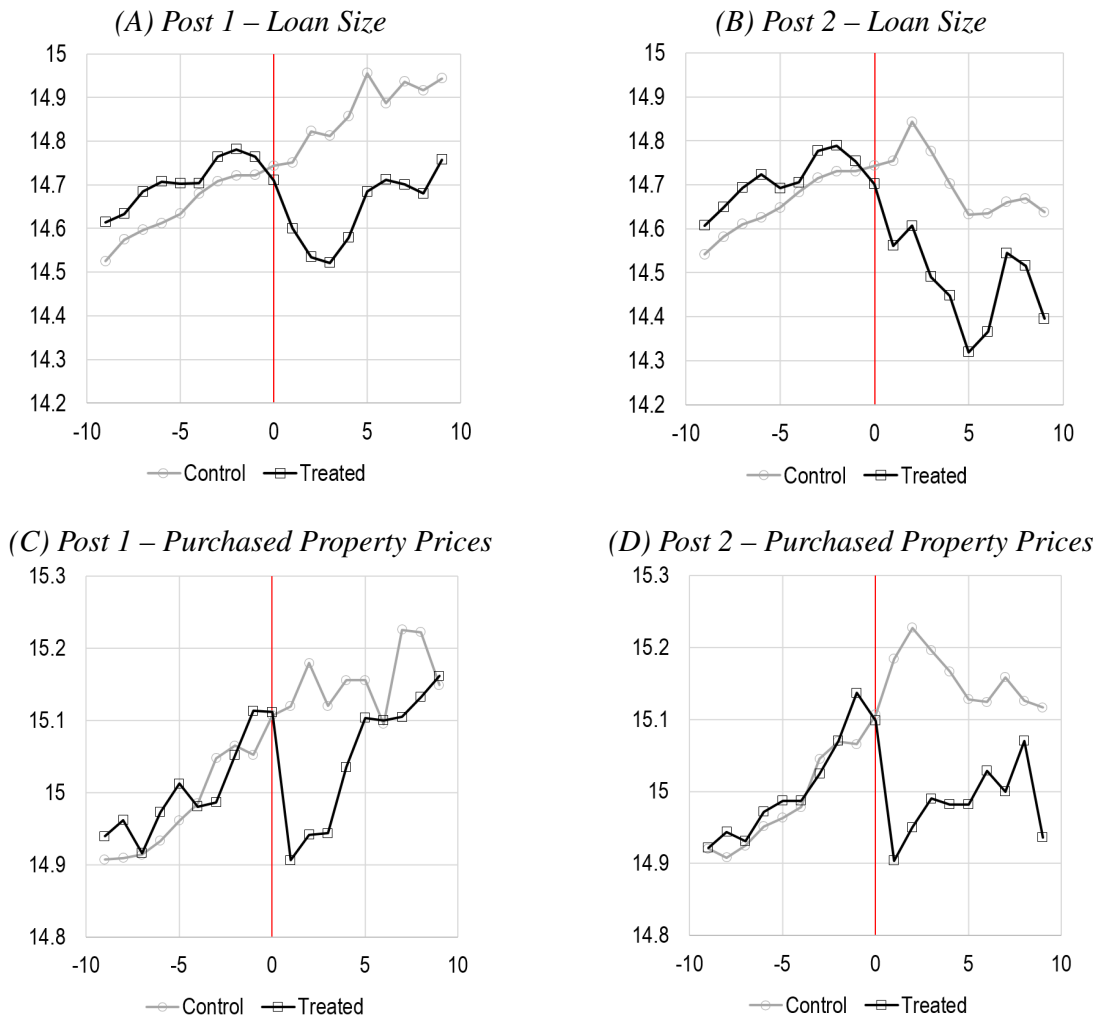 (A) Post 1 – Loan Size
15
14.9
14.8
14.7
14.6
14.5
14.4
14.3
14.2
-10 -5 0 5 10
Control Treated
(B) Post 2 – Loan Size
15
14.9
14.8
14.7
14.6
14.5
14.4
14.3
14.2
-10 -5 0 5 10
Control Treated
(C) Post 1 – Purchased Property Prices
15.3
15.2
15.1
15
14.9
14.8
-10 -5 0 5 10
Control Treated
(D) Post 2 – Purchased Property Prices
15.3
15.2
15.1
15
14.9
14.8
-10 -5 0 5 10
Control Treated